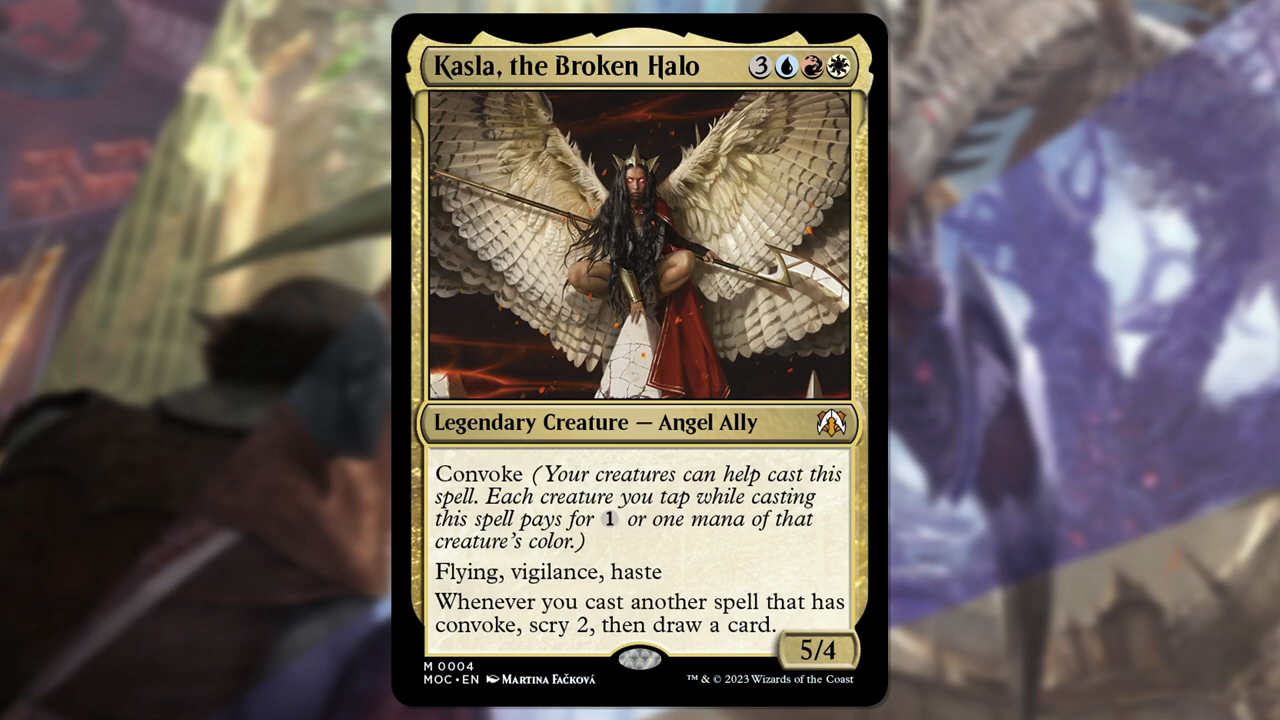 Kasla, the Broken Halo 3
Legendary Creature — Angel Ally
Convoke (Your creatures can help cast this
spell. Each creature you tap while casting
this spell pays for 1 or one mana of that
creature's color.)
Flying, vigilance, haste
Whenever you cast another spell that has
convoke, scry 2, then draw a card.
5/4
M 0004
MOC • EN Martina Fačková
™ & © 2023 Wizards of the Coast